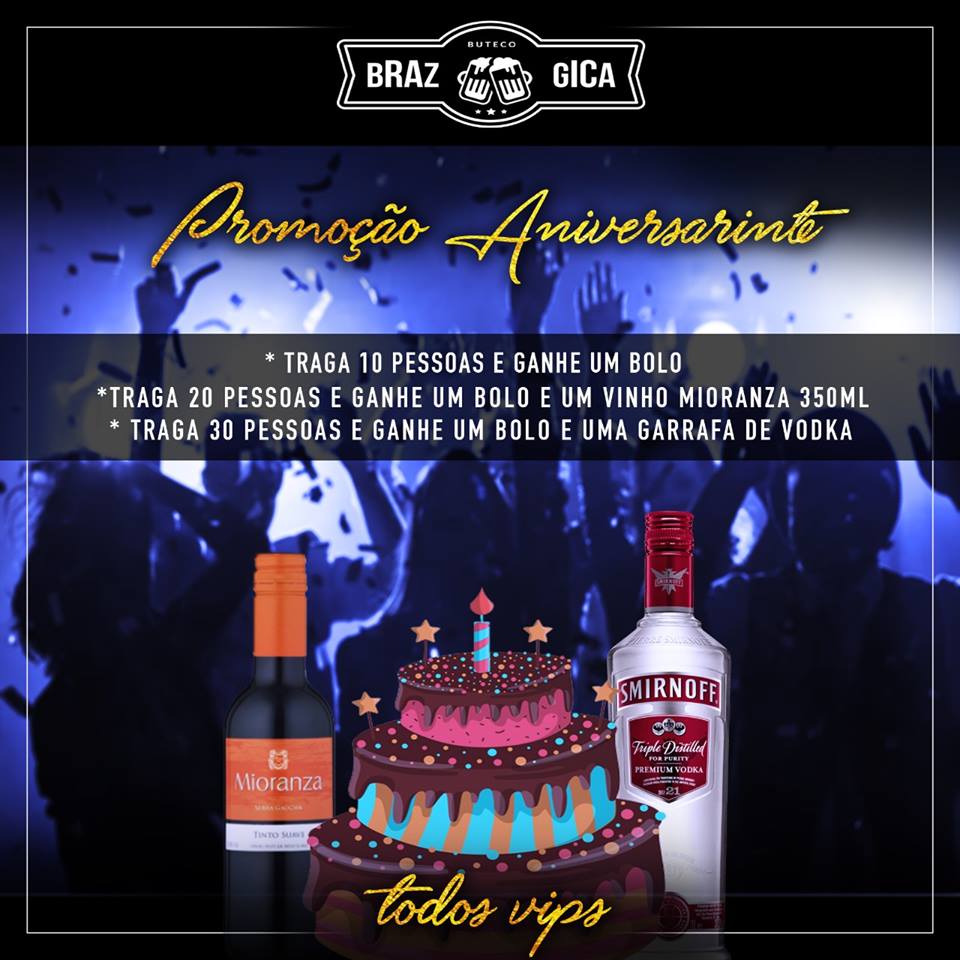 BUTECO
BRAZ GICA
Promoção Aniversarinte
* TRAGA 10 PESSOAS E GANHE UM BOLO
*TRAGA 20 PESSOAS E GANHE UM BOLO E UM VINHO MIORANZA 350ML
* TRAGA 30 PESSOAS E GANHE UM BOLO E UMA GARRAFA DE VODKA
SMIRNOFF
SMIRNOFF
Triple Distilled
FOR PURITY
PREMIUM VODKA
No 21
Mioranza
SERRA GAÚCHA
TINTO SUAVE
todos vips